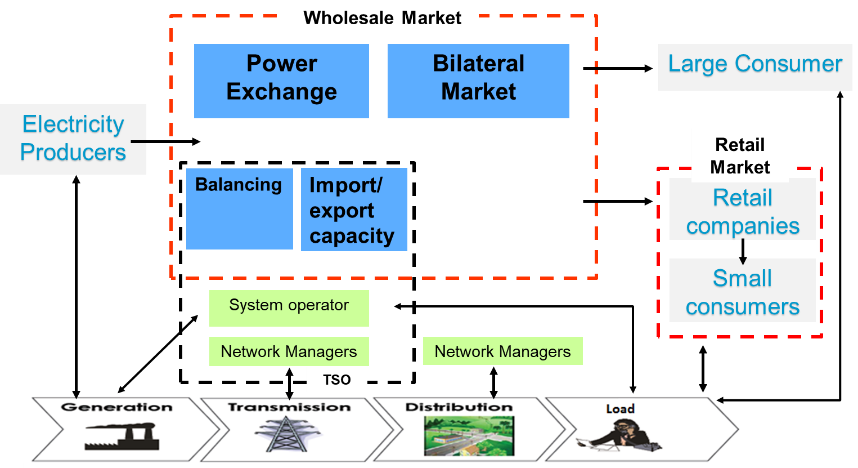 Wholesale Market
Power
Exchange
Bilateral
Market
Large Consumer
Electricity
Producers
Retail
Market
Balancing
Import/
export
capacity
Retail
companies
Small
consumers
System operator
Network Managers
Network Managers
TSO
Generation
Transmission
Distribution
Load